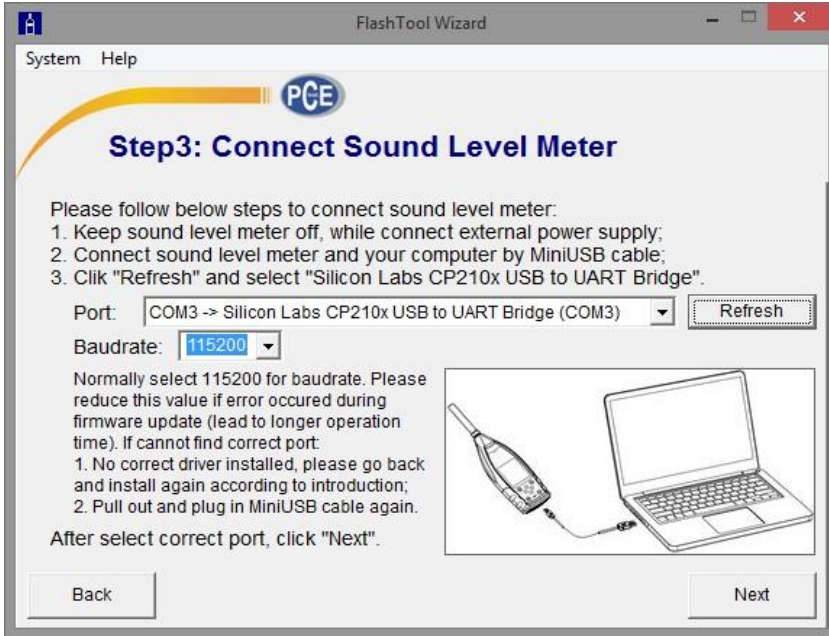 FlashTool Wizard
System Help
PCE
Step3: Connect Sound Level Meter
Please follow below steps to connect sound level meter:
1. Keep sound level meter off, while connect external power supply;
2. Connect sound level meter and your computer by MiniUSB cable;
3. Clik "Refresh" and select "Silicon Labs CP210x USB to UART Bridge".
Port: COM3 -> Silicon Labs CP210x USB to UART Bridge (COM3) Refresh
Baudrate: 115200
Normally select 115200 for baudrate. Please
reduce this value if error occured during
firmware update (lead to longer operation
time). If cannot find correct port:
1. No correct driver installed, please go back
and install again according to introduction;
2. Pull out and plug in MiniUSB cable again.
After select correct port, click "Next".
Back Next